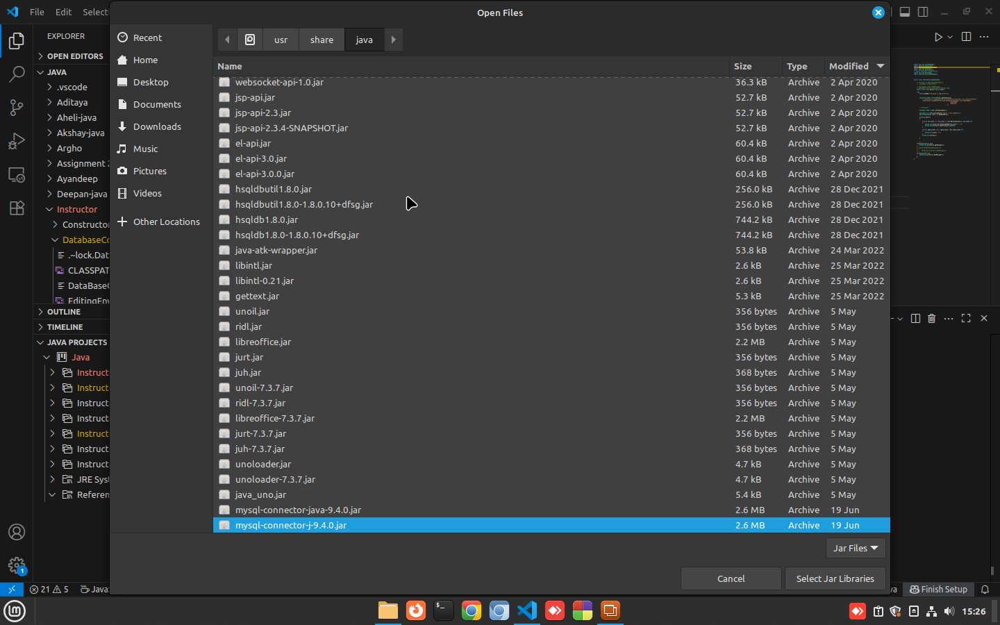 File Edit Selecti
Open Files
EXPLORER
OPEN EDITORS
JAVA
.vscode
Aditaya
Aheli-java
Akshay-java
Argho
Assignment 2
Ayandeep
Deepan-java
Instructor
Constructor
DatabaseCo
.~lock.Dat
CLASSPAT
DataBaseC
EditingEnv
OUTLINE
TIMELINE
JAVA PROJECTS
Java
Instruct
Instruct
Instruct
Instruct
Instruct
Instruct
Instruct
JRE Syst
Referen
Recent
Home
Desktop
Documents
Downloads
Music
Pictures
Videos
Other Locations
usr share java
Name Size Type Modified
websocket-api-1.0.jar 36.3 kB Archive 2 Apr 2020
jsp-api.jar 52.7 kB Archive 2 Apr 2020
jsp-api-2.3.jar 52.7 kB Archive 2 Apr 2020
jsp-api-2.3.4-SNAPSHOT.jar 52.7 kB Archive 2 Apr 2020
el-api.jar 60.4 kB Archive 2 Apr 2020
el-api-3.0.jar 60.4 kB Archive 2 Apr 2020
el-api-3.0.0.jar 60.4 kB Archive 2 Apr 2020
hsqldbutil1.8.0.jar 256.0 kB Archive 28 Dec 2021
hsqldbutil1.8.0-1.8.0.10+dfsg.jar 256.0 kB Archive 28 Dec 2021
hsqldb1.8.0.jar 744.2 kB Archive 28 Dec 2021
hsqldb1.8.0-1.8.0.10+dfsg.jar 744.2 kB Archive 28 Dec 2021
java-atk-wrapper.jar 53.8 kB Archive 24 Mar 2022
libintl.jar 2.6 kB Archive 25 Mar 2022
libintl-0.21.jar 2.6 kB Archive 25 Mar 2022
gettext.jar 5.3 kB Archive 25 Mar 2022
unoil.jar 356 bytes Archive 5 May
ridl.jar 356 bytes Archive 5 May
libreoffice.jar 2.2 MB Archive 5 May
jurt.jar 356 bytes Archive 5 May
juh.jar 368 bytes Archive 5 May
unoil-7.3.7.jar 356 bytes Archive 5 May
ridl-7.3.7.jar 356 bytes Archive 5 May
libreoffice-7.3.7.jar 2.2 MB Archive 5 May
jurt-7.3.7.jar 356 bytes Archive 5 May
juh-7.3.7.jar 368 bytes Archive 5 May
unoloader.jar 4.7 kB Archive 5 May
unoloader-7.3.7.jar 4.7 kB Archive 5 May
java_uno.jar 5.4 kB Archive 5 May
mysql-connector-java-9.4.0.jar 2.6 MB Archive 19 Jun
mysql-connector-j-9.4.0.jar 2.6 MB Archive 19 Jun
Jar Files
Cancel Select Jar Libraries
1
21 5 Java: va Finish Setup
15:26